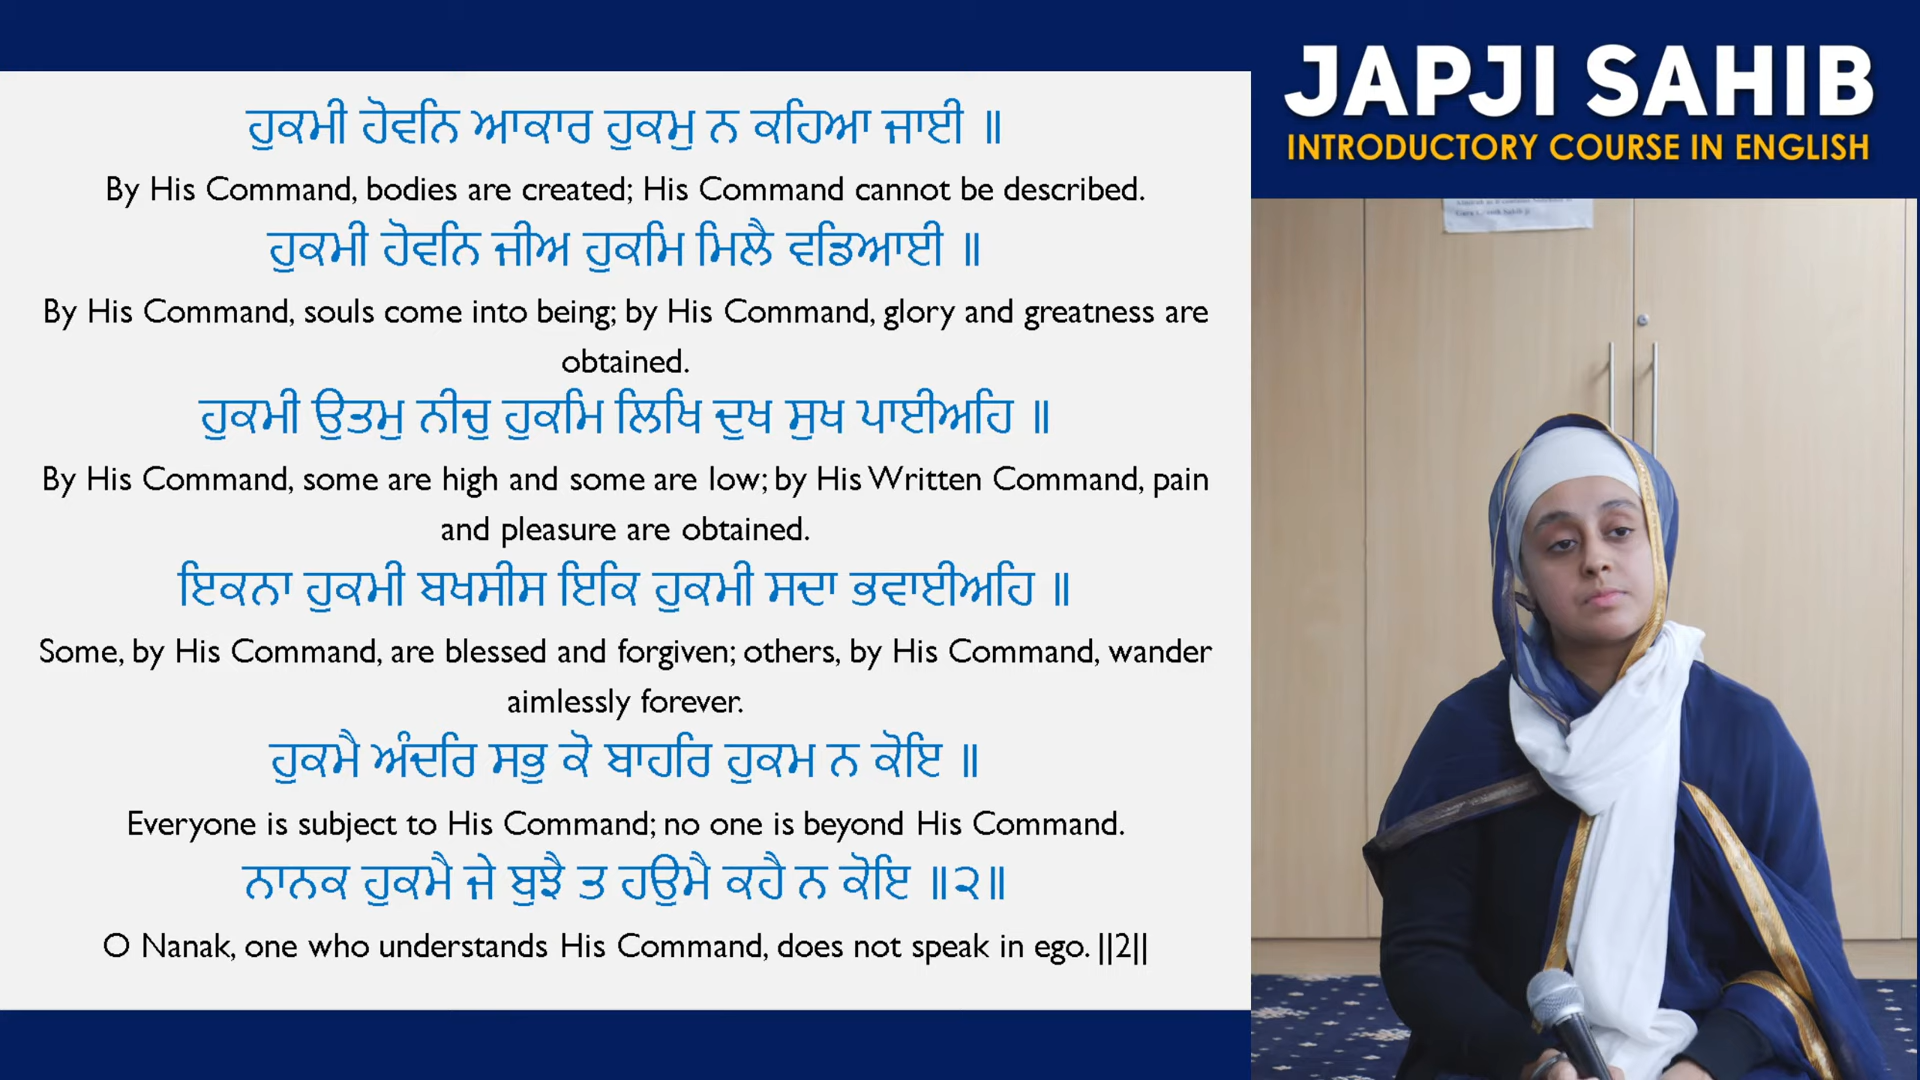 ਹੁਕਮੀ ਹੋਵਨਿ ਆਕਾਰ ਹੁਕਮੁ ਨ ਕਹਿਆ ਜਾਈ ॥
By His Command, bodies are created; His Command cannot be described.
ਹੁਕਮੀ ਹੋਵਨਿ ਜੀਅ ਹੁਕਮਿ ਮਿਲੈ ਵਡਿਆਈ ॥
By His Command, souls come into being; by His Command, glory and greatness are
obtained.
ਹੁਕਮੀ ਉਤਮੁ ਨੀਚੁ ਹੁਕਮਿ ਲਿਖਿ ਦੁਖ ਸੁਖ ਪਾਈਅਹਿ ॥
By His Command, some are high and some are low; by His Written Command, pain
and pleasure are obtained.
ਇਕਨਾ ਹੁਕਮੀ ਬਖਸੀਸ ਇਕਿ ਹੁਕਮੀ ਸਦਾ ਭਵਾਈਅਹਿ ॥
Some, by His Command, are blessed and forgiven; others, by His Command, wander
aimlessly forever.
ਹੁਕਮੈ ਅੰਦਰਿ ਸਭੁ ਕੋ ਬਾਹਰਿ ਹੁਕਮ ਨ ਕੋਇ ॥
Everyone is subject to His Command; no one is beyond His Command.
ਨਾਨਕ ਹੁਕਮੈ ਜੇ ਬੁਝੈ ਤ ਹਉਮੈ ਕਹੈ ਨ ਕੋਇ ॥੨॥
O Nanak, one who understands His Command, does not speak in ego. ||2||
JAPJI SAHIB
INTRODUCTORY COURSE IN ENGLISH